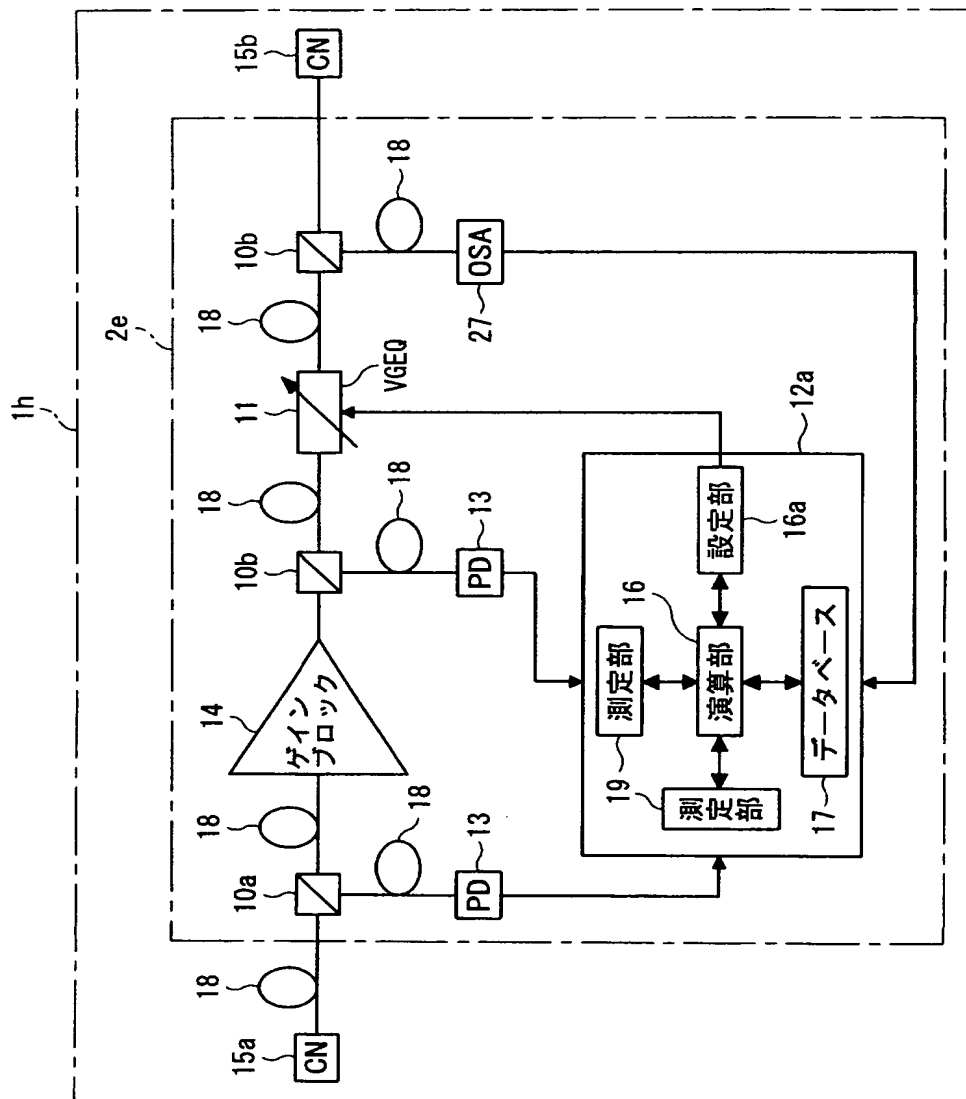 1h
2e
15a
CN
18
10a
18
18
PD
13
14
ゲイン
ブロック
10b
18
18
PD
13
11
VGEQ
18
10b
18
OSA
27
15b
CN
12a
測定部
19
測定部
16
演算部
設定部
16a
17
データベース